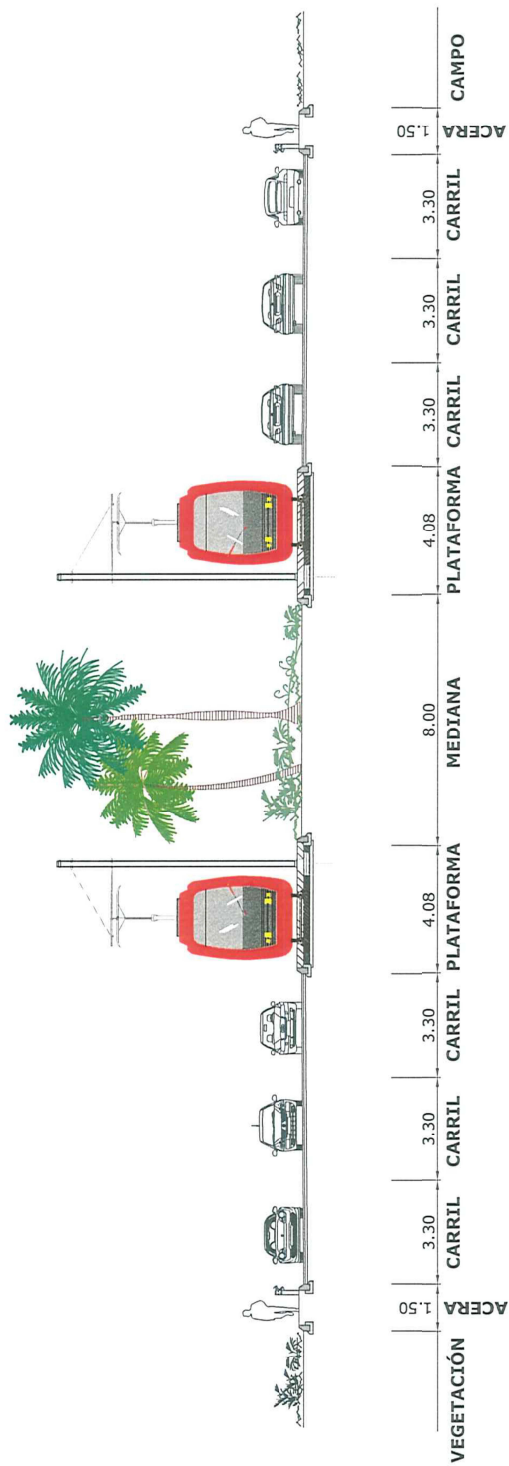 1.50 3.30 3.30 3.30 4.08 8.00 4.08 3.30 3.30 3.30 1.50
VEGETACIÓN ACERA CARRIL CARRIL CARRIL PLATAFORMA MEDIANA PLATAFORMA CARRIL CARRIL CARRIL ACERA CAMPO